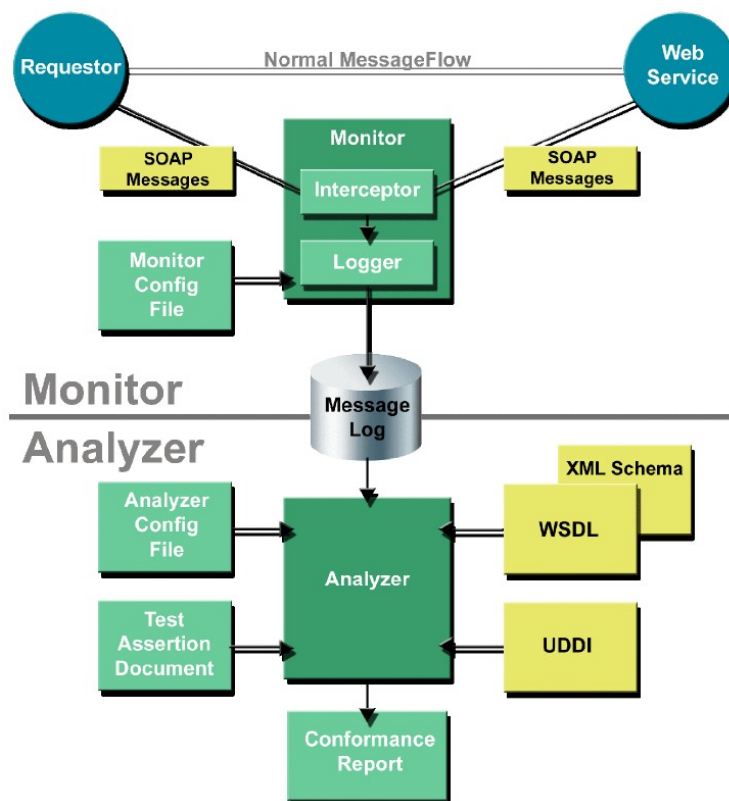 Requestor
Normal MessageFlow
Web
Service
Monitor
SOAP
Messages
Interceptor
SOAP
Messages
Monitor
Config
File
Logger
Monitor
Message
Log
Analyzer
Analyzer
Config
File
XML Schema
WSDL
Analyzer
Test
Assertion
Document
UDDI
Conformance
Report